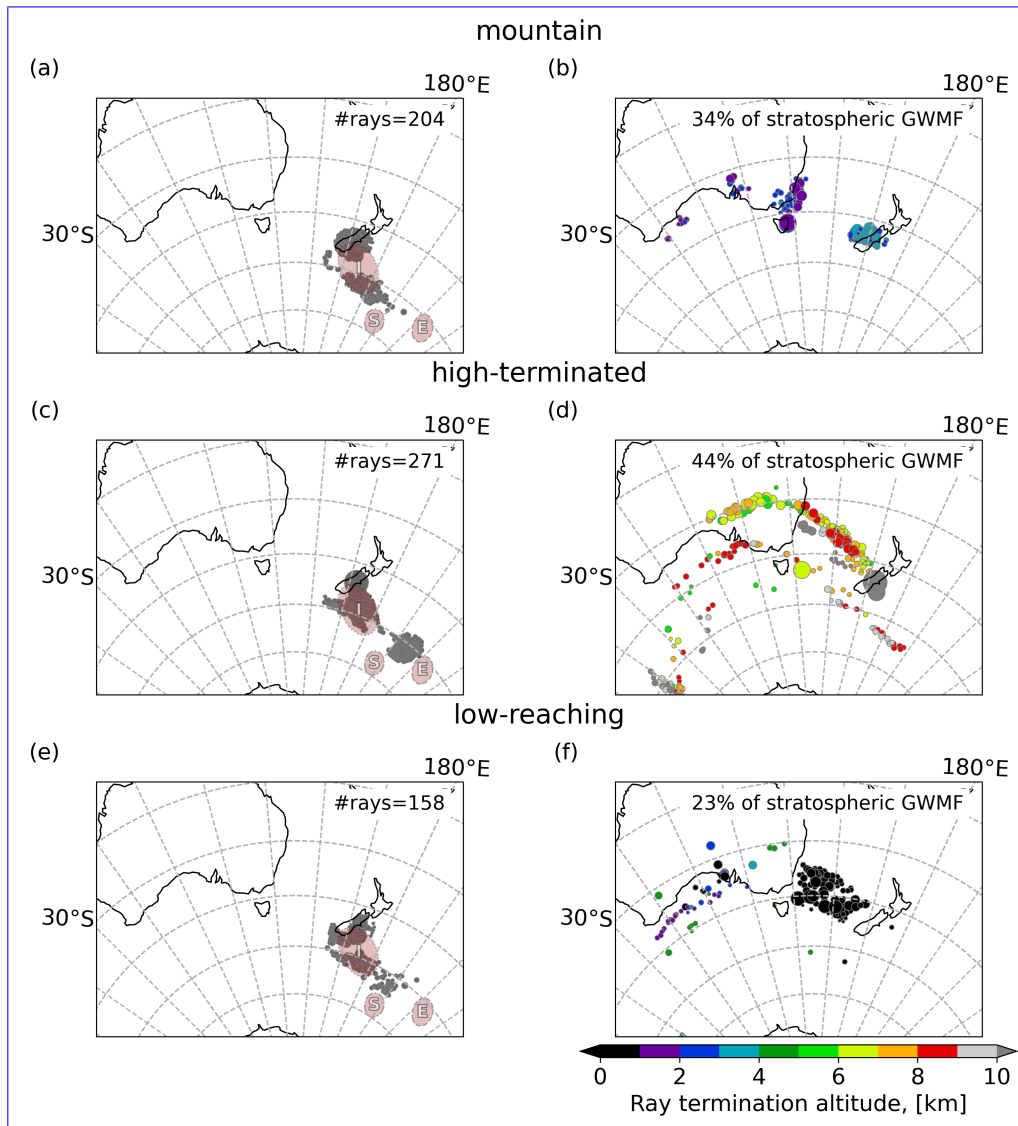 mountain
(a)
(b)
180°E
180°E
#rays=204
34% of stratospheric GWMF
30°S
30°S
I
S
E
high-terminated
(c)
(d)
180°E
180°E
#rays=271
44% of stratospheric GWMF
30°S
30°S
I
S
E
low-reaching
(e)
(f)
180°E
180°E
#rays=158
23% of stratospheric GWMF
30°S
30°S
I
S
E
0 2 4 6 8 10
Ray termination altitude, [km]